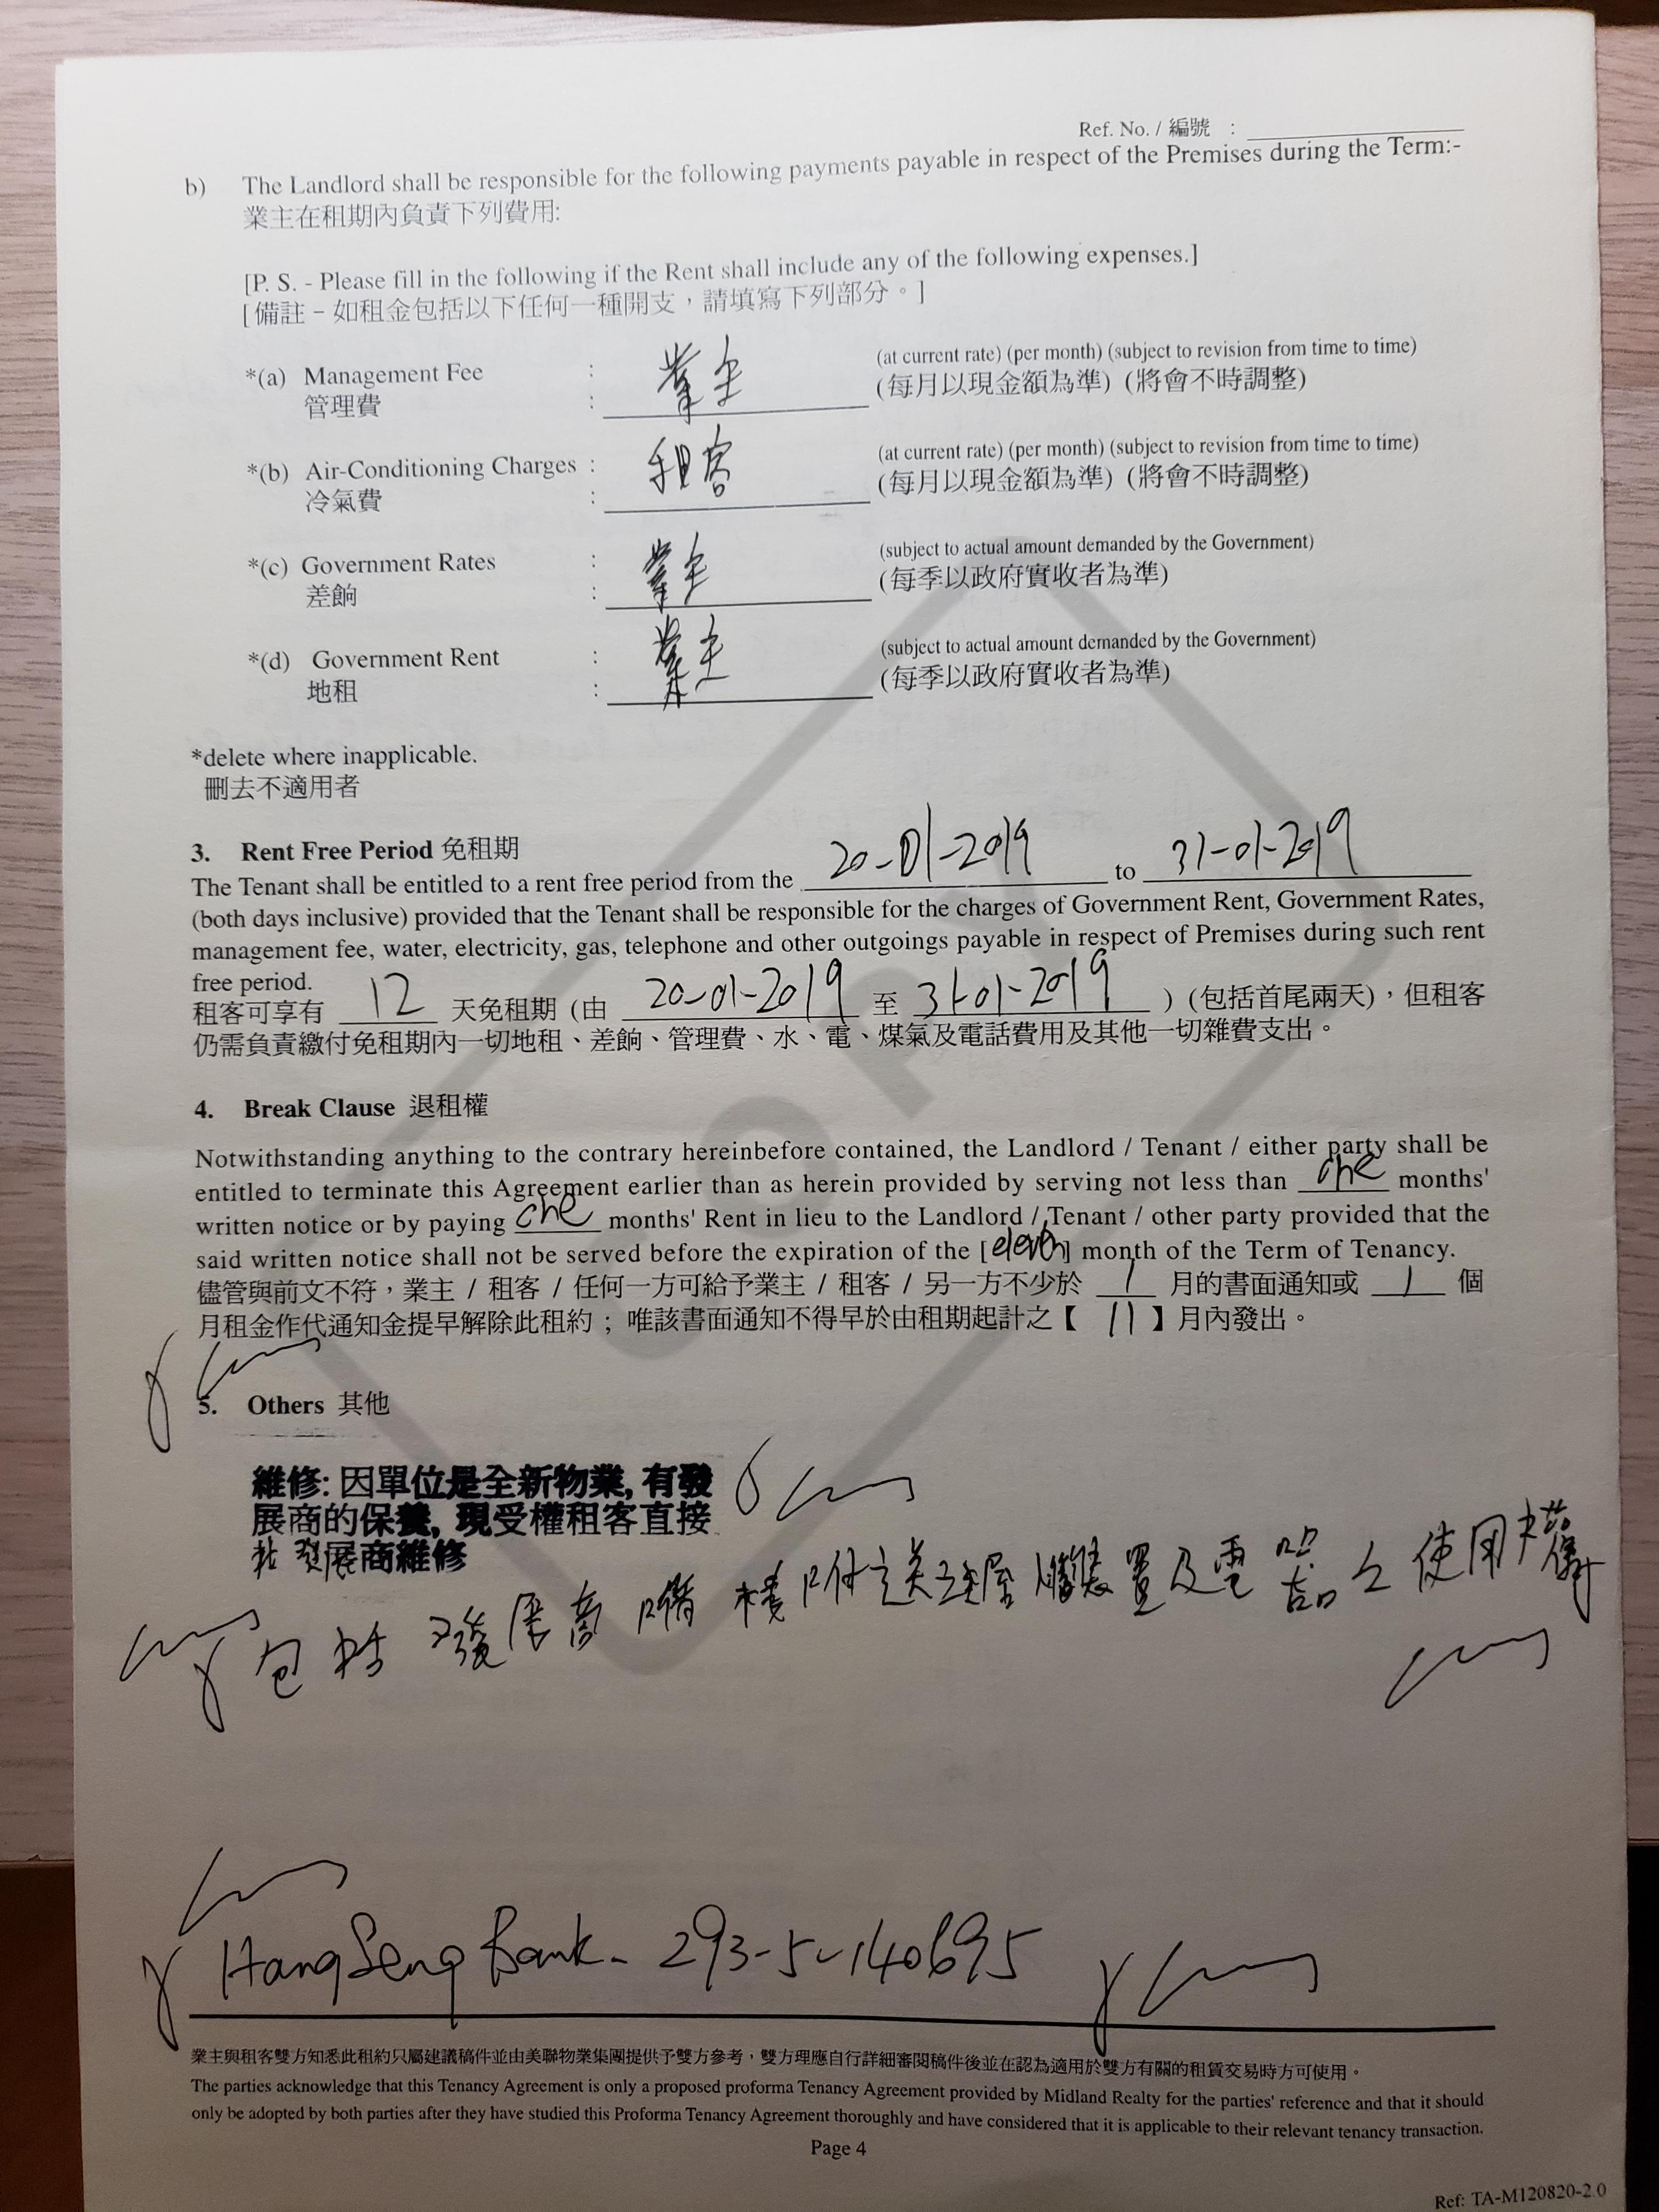 Ref. No. / 編號 :
b) The Landlord shall be responsible for the following payments payable in respect of the Premises during the Term:-
業主在租期內負責下列費用:
[P. S. - Please fill in the following if the Rent shall include any of the following expenses.]
[備註－如租金包括以下任何一種開支，請填寫下列部分。]
*(a) Management Fee : 業主 (at current rate) (per month) (subject to revision from time to time)
管理費 : (每月以現金額為準) (將會不時調整)
*(b) Air-Conditioning Charges : 租客 (at current rate) (per month) (subject to revision from time to time)
冷氣費 : (每月以現金額為準) (將會不時調整)
*(c) Government Rates : 業主 (subject to actual amount demanded by the Government)
差餉 : (每季以政府實收者為準)
*(d) Government Rent : 業主 (subject to actual amount demanded by the Government)
地租 : (每季以政府實收者為準)
*delete where inapplicable.
刪去不適用者
3. Rent Free Period 免租期
The Tenant shall be entitled to a rent free period from the 20-01-2019 to 31-01-2019
(both days inclusive) provided that the Tenant shall be responsible for the charges of Government Rent, Government Rates,
management fee, water, electricity, gas, telephone and other outgoings payable in respect of Premises during such rent
free period.
租客可享有 12 天免租期 (由 20-01-2019 至 31-01-2019 ) (包括首尾兩天)，但租客
仍需負責繳付免租期內一切地租、差餉、管理費、水、電、煤氣及電話費用及其他一切雜費支出。
4. Break Clause 退租權
Notwithstanding anything to the contrary hereinbefore contained, the Landlord / Tenant / either party shall be
entitled to terminate this Agreement earlier than as herein provided by serving not less than one months'
written notice or by paying one months' Rent in lieu to the Landlord / Tenant / other party provided that the
said written notice shall not be served before the expiration of the [eleven] month of the Term of Tenancy.
儘管與前文不符，業主 / 租客 / 任何一方可給予業主 / 租客 / 另一方不少於 1 月的書面通知或 1 個
月租金作代通知金提早解除此租約；唯該書面通知不得早於由租期起計之【 11 】月內發出。
5. Others 其他
維修: 因單位是全新物業, 有發
展商的保養, 現受權租客直接
發展商維修
包括發展商 樓附送全屋 裝置及電器之使用權
HangSeng Bank - 293-5-140695
業主與租客雙方知悉此租約只屬建議稿件並由美聯物業集團提供予雙方參考，雙方理應自行詳細審閱稿件後並在認為適用於雙方有關的租賃交易時方可使用。
The parties acknowledge that this Tenancy Agreement is only a proposed proforma Tenancy Agreement provided by Midland Realty for the parties' reference and that it should
only be adopted by both parties after they have studied this Proforma Tenancy Agreement thoroughly and have considered that it is applicable to their relevant tenancy transaction.
Page 4
Ref: TA-M120820-2.0
COPY